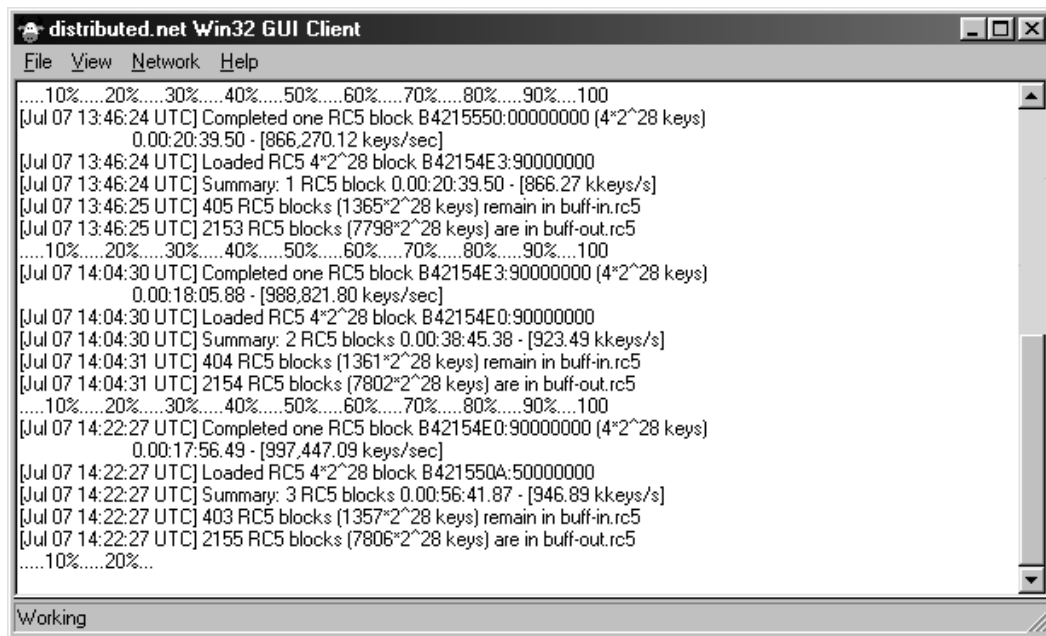 distributed.net Win32 GUI Client
File View Network Help
.....10%.....20%.....30%.....40%.....50%.....60%.....70%.....80%.....90%....100
[Jul 07 13:46:24 UTC] Completed one RC5 block B4215550:00000000 (4*2^28 keys)
0.00:20:39.50 - [866,270.12 keys/sec]
[Jul 07 13:46:24 UTC] Loaded RC5 4*2^28 block B42154E3:90000000
[Jul 07 13:46:24 UTC] Summary: 1 RC5 block 0.00:20:39.50 - [866.27 kkeys/s]
[Jul 07 13:46:25 UTC] 405 RC5 blocks (1365*2^28 keys) remain in buff-in.rc5
[Jul 07 13:46:25 UTC] 2153 RC5 blocks (7798*2^28 keys) are in buff-out.rc5
.....10%.....20%.....30%.....40%.....50%.....60%.....70%.....80%.....90%....100
[Jul 07 14:04:30 UTC] Completed one RC5 block B42154E3:90000000 (4*2^28 keys)
0.00:18:05.88 - [988,821.80 keys/sec]
[Jul 07 14:04:30 UTC] Loaded RC5 4*2^28 block B42154E0:90000000
[Jul 07 14:04:30 UTC] Summary: 2 RC5 blocks 0.00:38:45.38 - [923.49 kkeys/s]
[Jul 07 14:04:31 UTC] 404 RC5 blocks (1361*2^28 keys) remain in buff-in.rc5
[Jul 07 14:04:31 UTC] 2154 RC5 blocks (7802*2^28 keys) are in buff-out.rc5
.....10%.....20%.....30%.....40%.....50%.....60%.....70%.....80%.....90%....100
[Jul 07 14:22:27 UTC] Completed one RC5 block B42154E0:90000000 (4*2^28 keys)
0.00:17:56.49 - [997,447.09 keys/sec]
[Jul 07 14:22:27 UTC] Loaded RC5 4*2^28 block B421550A:50000000
[Jul 07 14:22:27 UTC] Summary: 3 RC5 blocks 0.00:56:41.87 - [946.89 kkeys/s]
[Jul 07 14:22:27 UTC] 403 RC5 blocks (1357*2^28 keys) remain in buff-in.rc5
[Jul 07 14:22:27 UTC] 2155 RC5 blocks (7806*2^28 keys) are in buff-out.rc5
.....10%.....20%...
Working